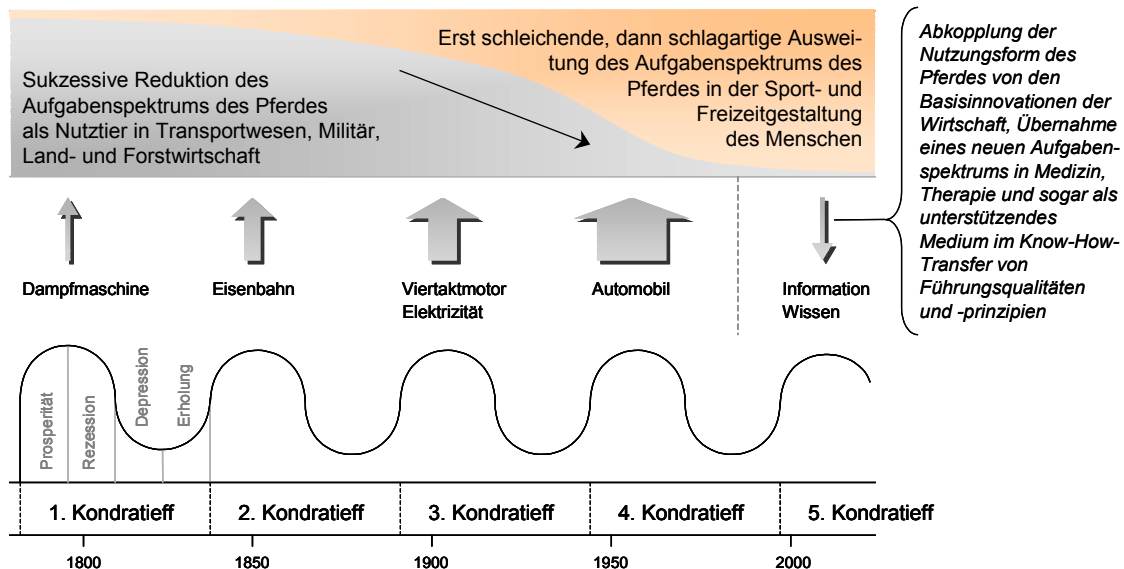 Sukzessive Reduktion des
Aufgabenspektrums des Pferdes
als Nutztier in Transportwesen, Militär,
Land- und Forstwirtschaft
Erst schleichende, dann schlagartige Auswei-
tung des Aufgabenspektrums des
Pferdes in der Sport- und
Freizeitgestaltung
des Menschen
Abkopplung der
Nutzungsform des
Pferdes von den
Basisinnovationen der
Wirtschaft, Übernahme
eines neuen Aufgaben-
spektrums in Medizin,
Therapie und sogar als
unterstützendes
Medium im Know-How-
Transfer von
Führungsqualitäten
und -prinzipien
Dampfmaschine
Eisenbahn
Viertaktmotor
Elektrizität
Automobil
Information
Wissen
Prosperität
Rezession
Depression
Erholung
1. Kondratieff
2. Kondratieff
3. Kondratieff
4. Kondratieff
5. Kondratieff
1800
1850
1900
1950
2000